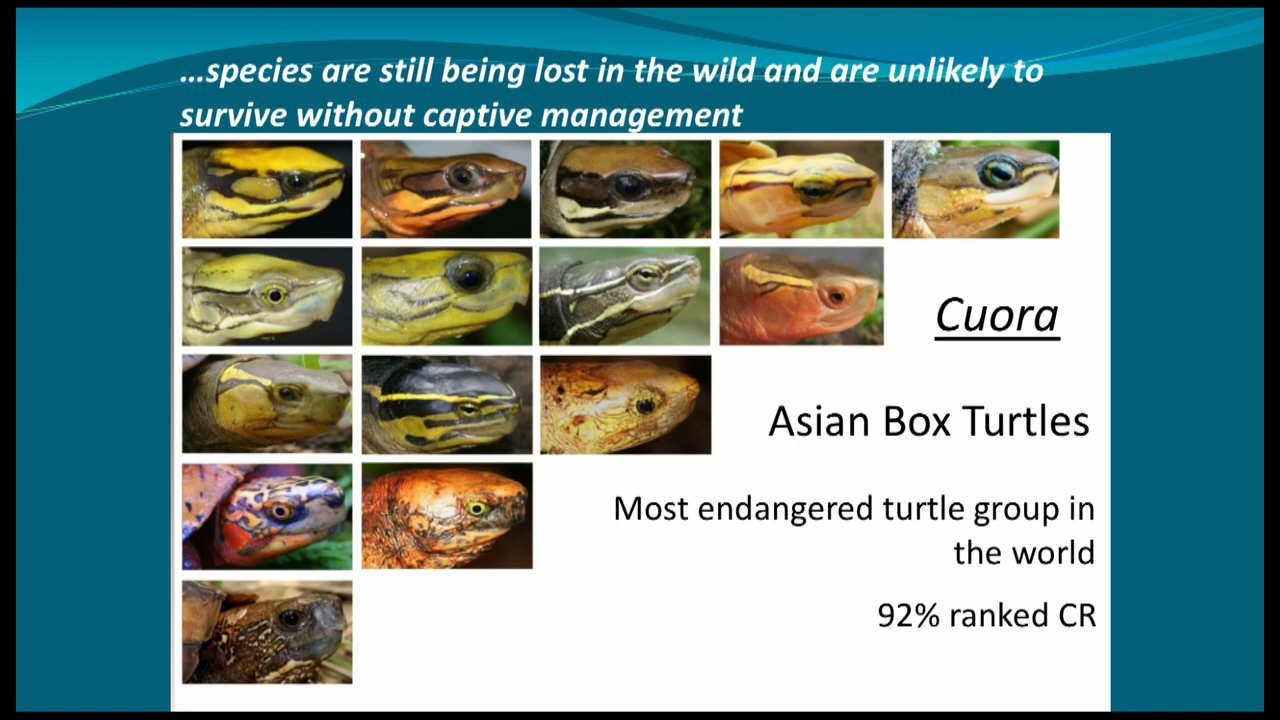 …species are still being lost in the wild and are unlikely to
survive without captive management
Cuora
Asian Box Turtles
Most endangered turtle group in
the world
92% ranked CR